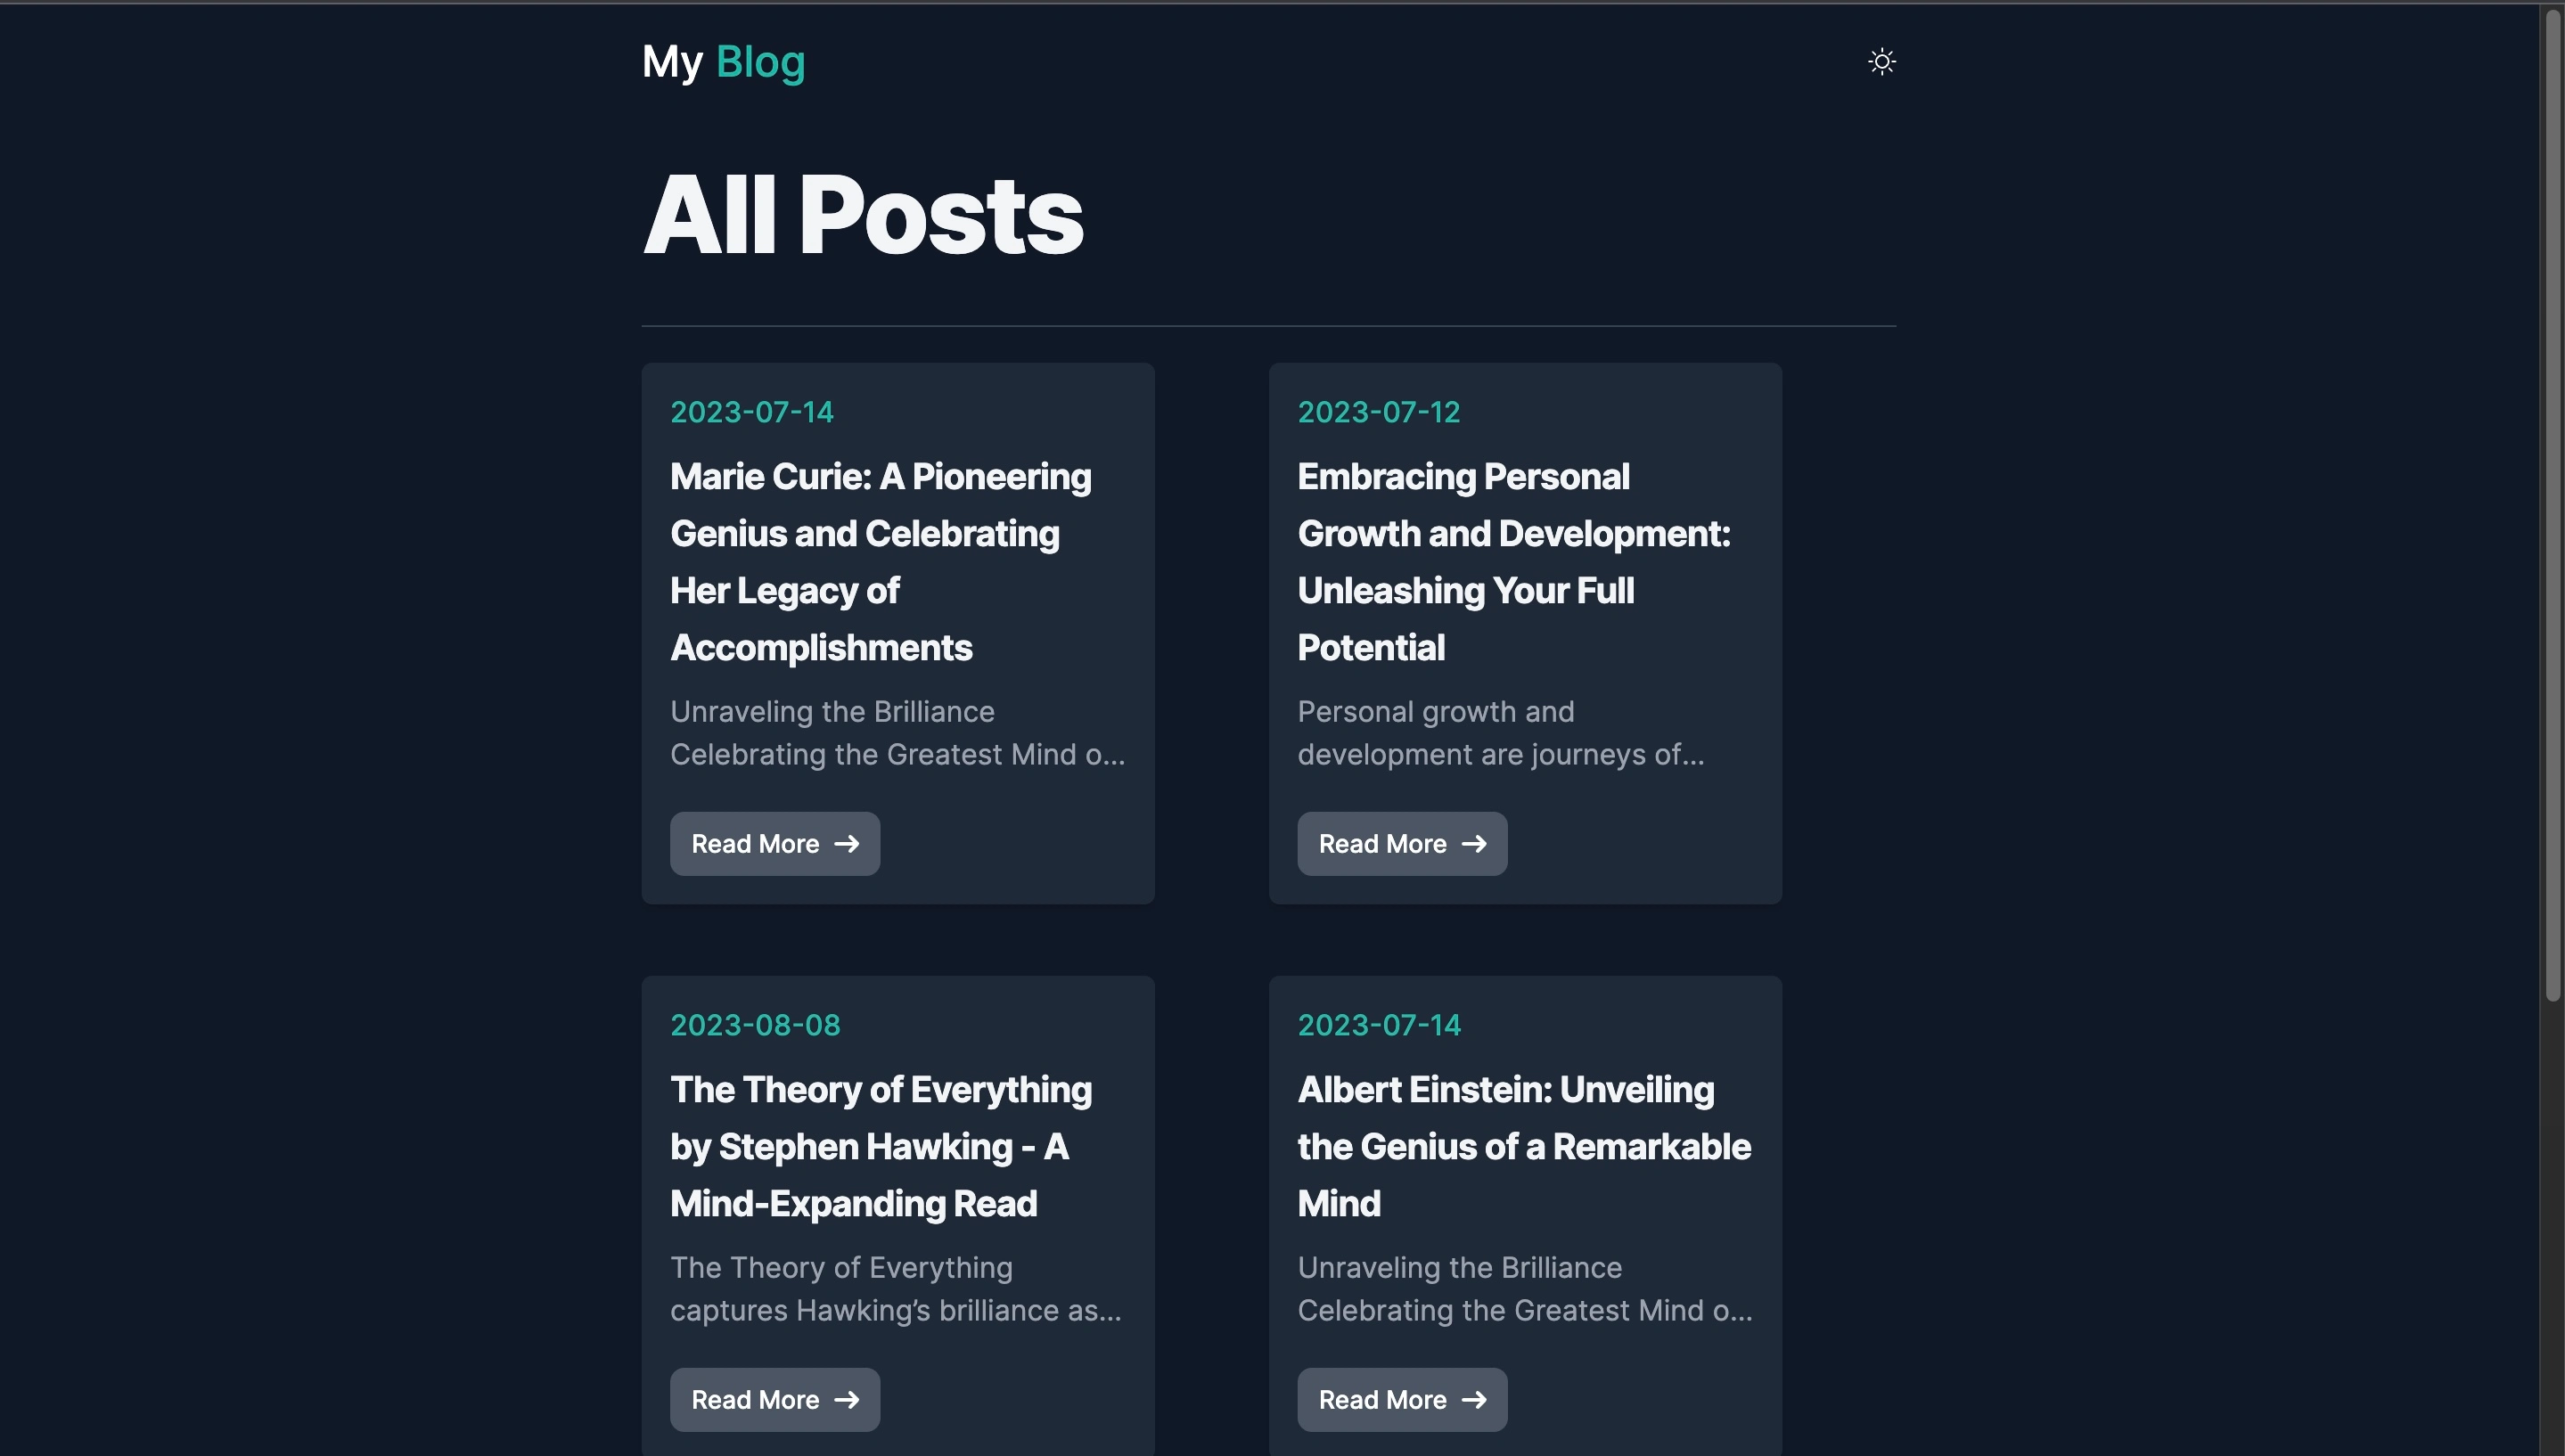 My Blog
All Posts
2023-07-14
Marie Curie: A Pioneering
Genius and Celebrating
Her Legacy of
Accomplishments
Unraveling the Brilliance
Celebrating the Greatest Mind o...
Read More →
2023-07-12
Embracing Personal
Growth and Development:
Unleashing Your Full
Potential
Personal growth and
development are journeys of...
Read More →
2023-08-08
The Theory of Everything
by Stephen Hawking - A
Mind-Expanding Read
The Theory of Everything
captures Hawking’s brilliance as...
Read More →
2023-07-14
Albert Einstein: Unveiling
the Genius of a Remarkable
Mind
Unraveling the Brilliance
Celebrating the Greatest Mind o...
Read More →